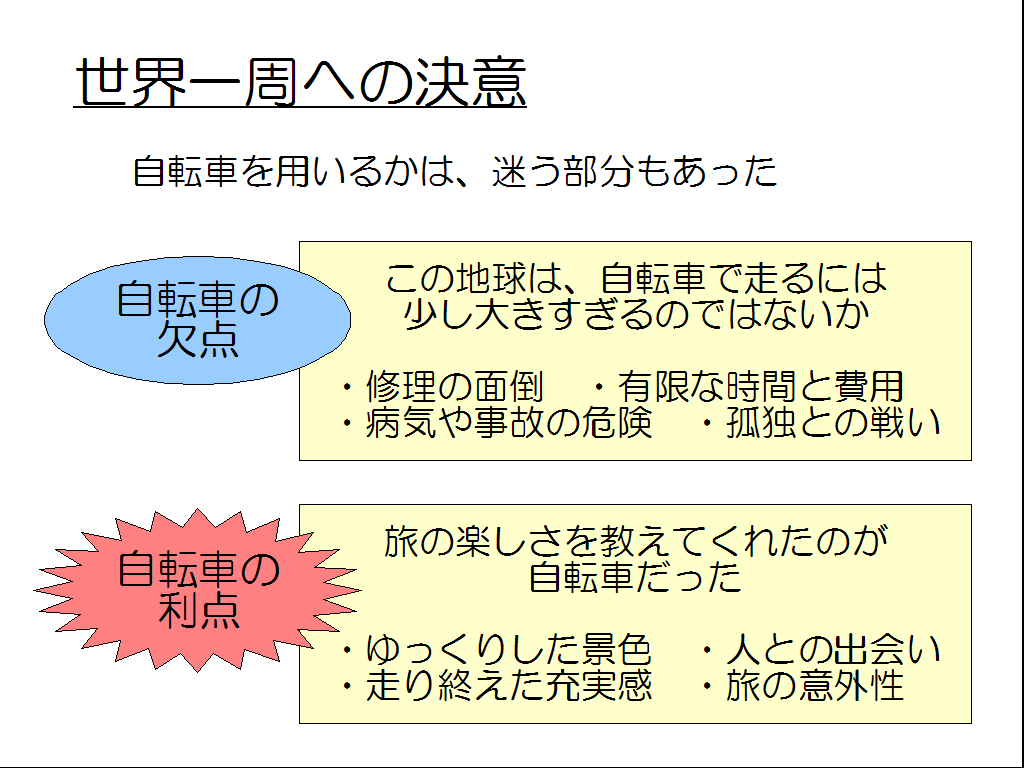 世界一周への決意
自転車を用いるかは、迷う部分もあった
自転車の
欠点
この地球は、自転車で走るには
少し大きすぎるのではないか
・修理の面倒　・有限な時間と費用
・病気や事故の危険　・孤独との戦い
自転車の
利点
旅の楽しさを教えてくれたのが
自転車だった
・ゆっくりした景色　・人との出会い
・走り終えた充実感　・旅の意外性